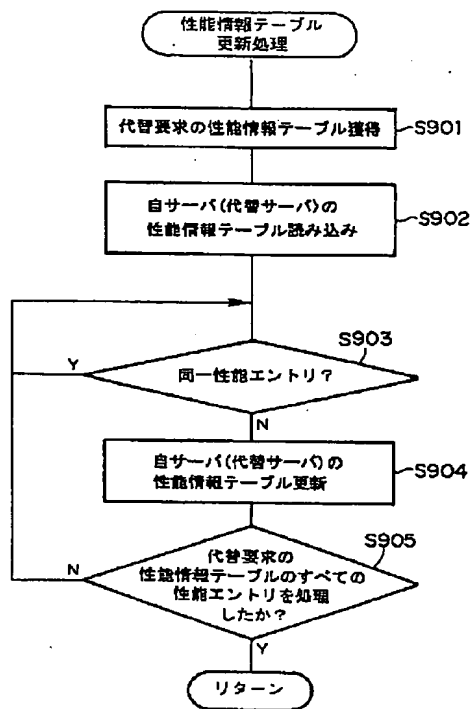 性能情報テーブル
更新処理
代替要求の性能情報テーブル獲得
S901
自サーバ(代替サーバ)の
性能情報テーブル読み込み
S902
S903
同一性能エントリ?
Y
N
自サーバ(代替サーバ)の
性能情報テーブル更新
S904
S905
代替要求の
性能情報テーブルのすべての
性能エントリを処理
したか?
N
Y
リターン